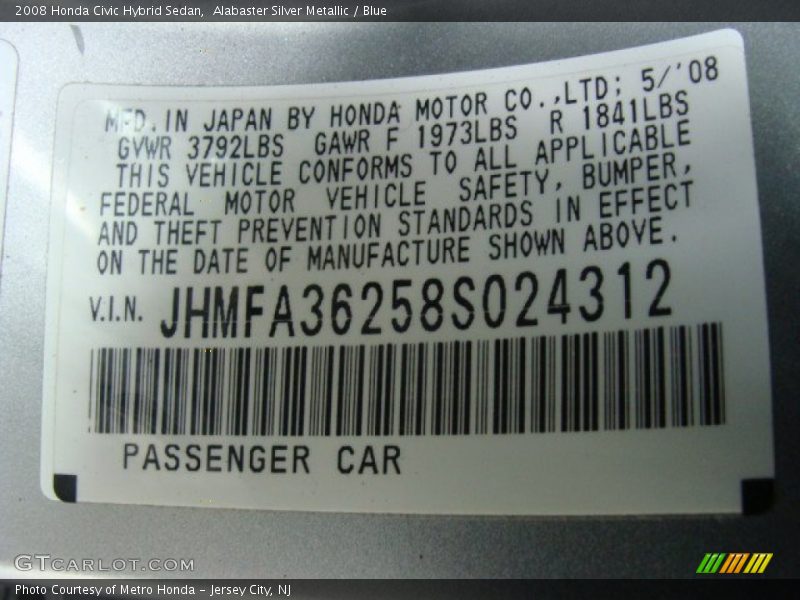 2008 Honda Civic Hybrid Sedan,  Alabaster Silver Metallic / Blue
MFD. IN JAPAN BY HONDA MOTOR CO.,LTD; 5/'08
GVWR 3792LBS GAWR F 1973LBS R 1841LBS
THIS VEHICLE CONFORMS TO ALL APPLICABLE
FEDERAL MOTOR VEHICLE SAFETY, BUMPER,
AND THEFT PREVENTION STANDARDS IN EFFECT
ON THE DATE OF MANUFACTURE SHOWN ABOVE.
V.I.N. JHMFA36258S024312
PASSENGER CAR
GTCARLOT.COM
Photo Courtesy of Metro Honda – Jersey City, NJ